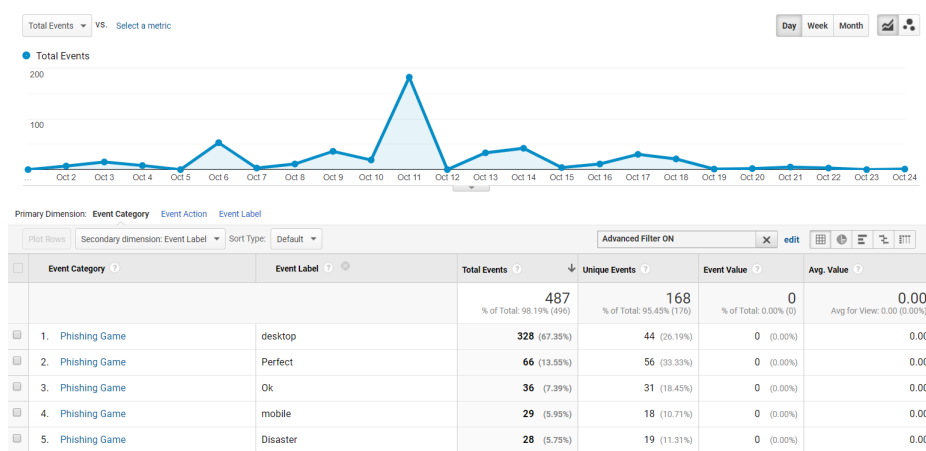 Total Events VS. Select a metric Day Week Month
Total Events
200
100
... Oct 2 Oct 3 Oct 4 Oct 5 Oct 6 Oct 7 Oct 8 Oct 9 Oct 10 Oct 11 Oct 12 Oct 13 Oct 14 Oct 15 Oct 16 Oct 17 Oct 18 Oct 19 Oct 20 Oct 21 Oct 22 Oct 23 Oct 24
Primary Dimension: Event Category Event Action Event Label
Plot Rows Secondary dimension: Event Label Sort Type: Default Advanced Filter ON edit
Event Category ? Event Label ? Total Events ? Unique Events ? Event Value ? Avg. Value ?
487 168 0 0.00
% of Total: 98.19% (496) % of Total: 95.45% (176) % of Total: 0.00% (0) Avg for View: 0.00 (0.00%)
1. Phishing Game desktop 328 (67.35%) 44 (26.19%) 0 (0.00%) 0.00
2. Phishing Game Perfect 66 (13.55%) 56 (33.33%) 0 (0.00%) 0.00
3. Phishing Game Ok 36 (7.39%) 31 (18.45%) 0 (0.00%) 0.00
4. Phishing Game mobile 29 (5.95%) 18 (10.71%) 0 (0.00%) 0.00
5. Phishing Game Disaster 28 (5.75%) 19 (11.31%) 0 (0.00%) 0.00